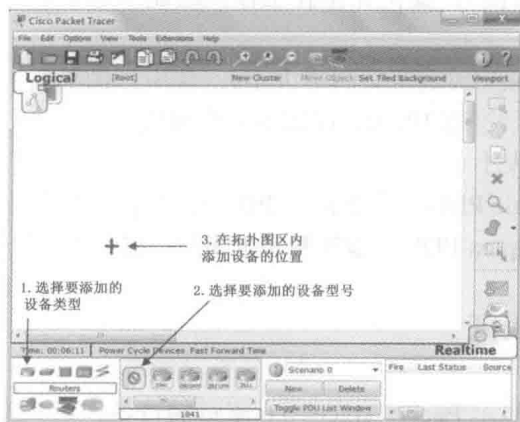 Cisco Packet Tracer
File Edit Options View Tools Extensions Help
Logical [Root] New Cluster Move Object Set Tiled Background Viewport
3.在拓扑图区内
添加设备的位置
1.选择要添加的
设备类型
2.选择要添加的设备型号
Time: 00:06:11 Power Cycle Devices Fast Forward Time Realtime
Routers
1841
Scenario 0
New Delete
Toggle PDU List Window
Fire Last Status Source